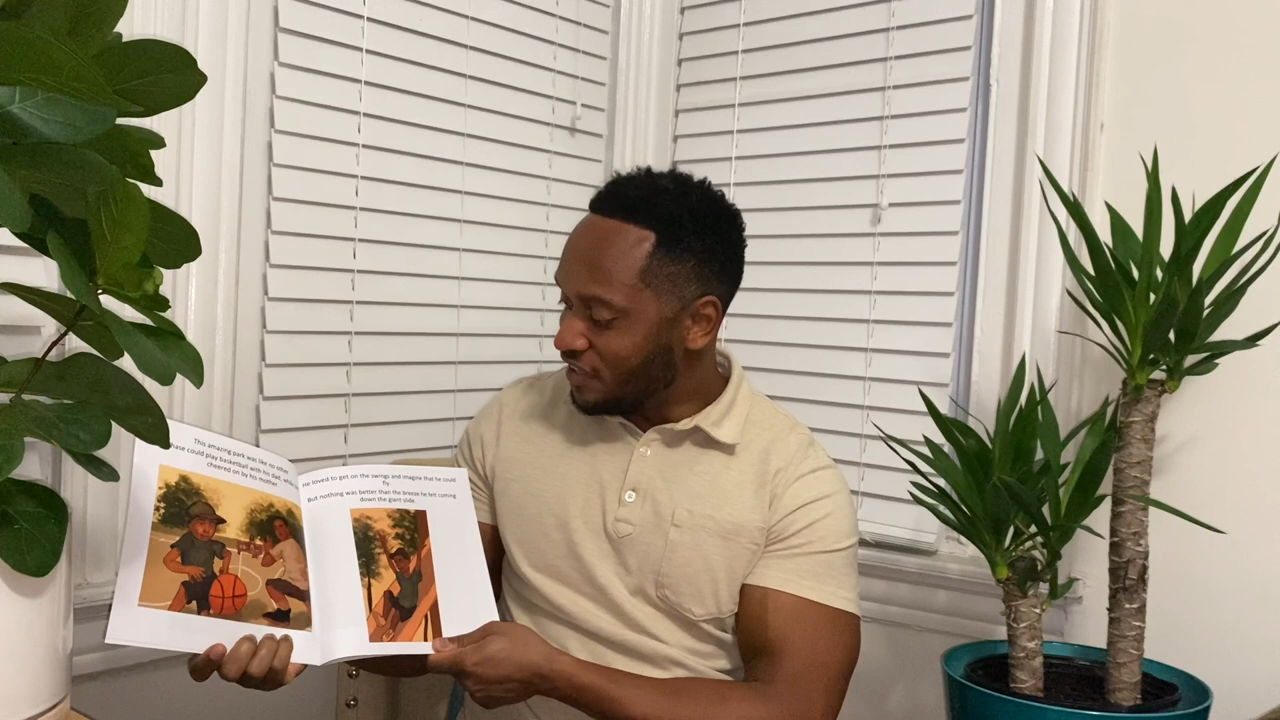 This amazing park was like no other
hase could play basketball with his dad, while
cheered on by his mother
He loved to get on the swings and imagine that he could
fly.
But nothing was better than the breeze he felt coming
down the giant slide.